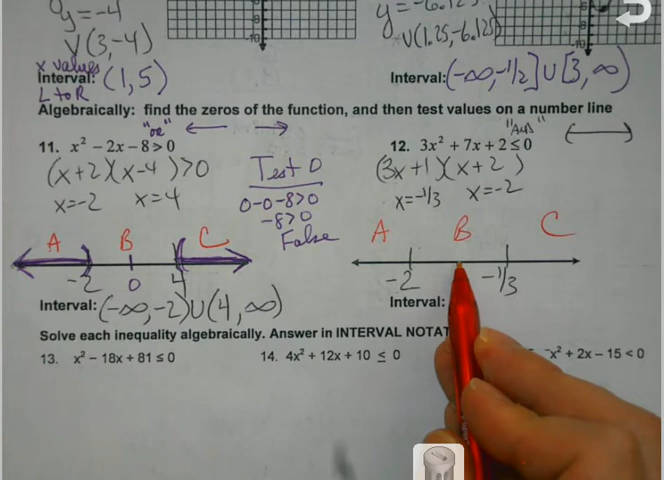 y=-4
V(3,-4)
y=-6.125
V(1.25,-6.125)
x values
Interval: (1,5)
L to R
Interval: (-∞,-1/2]∪[3,∞)
Algebraically: find the zeros of the function, and then test values on a number line
"or"
"And"
11. x² − 2x − 8 > 0
(x+2)(x-4)>0
x=-2 x=4
Test 0
0-0-8>0
-8>0
False
A B C
-2 0 4
Interval: (-∞,-2)∪(4,∞)
12. 3x² + 7x + 2 ≤ 0
(3x+1)(x+2)
x=-1/3 x=-2
A B C
-2 -1/3
Interval:
Solve each inequality algebraically. Answer in INTERVAL NOTAT
13. x² − 18x + 81 ≤ 0
14. 4x² + 12x + 10 ≤ 0
x² + 2x − 15 < 0